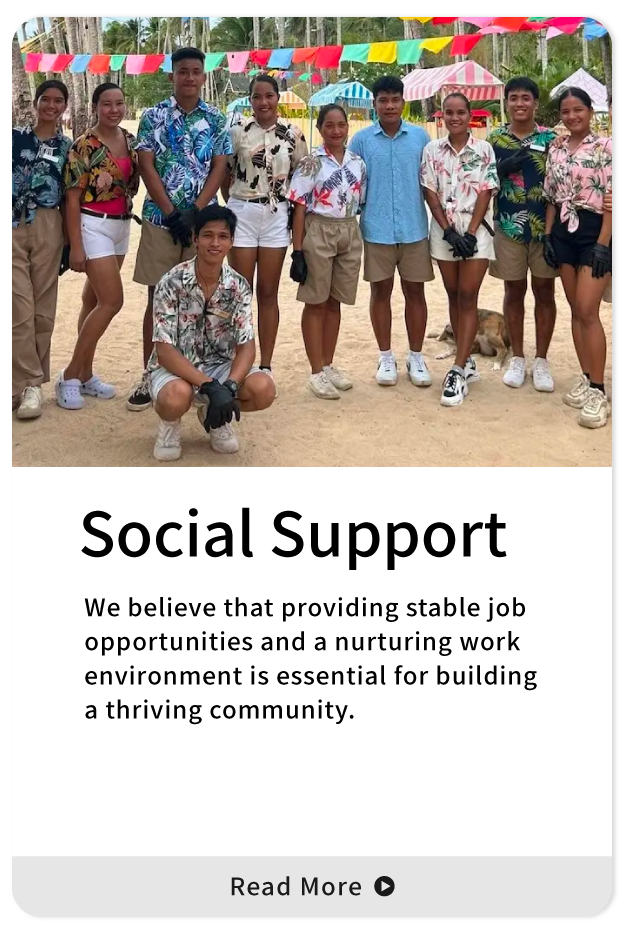 Social Support
We believe that providing stable job
opportunities and a nurturing work
environment is essential for building
a thriving community.
Read More